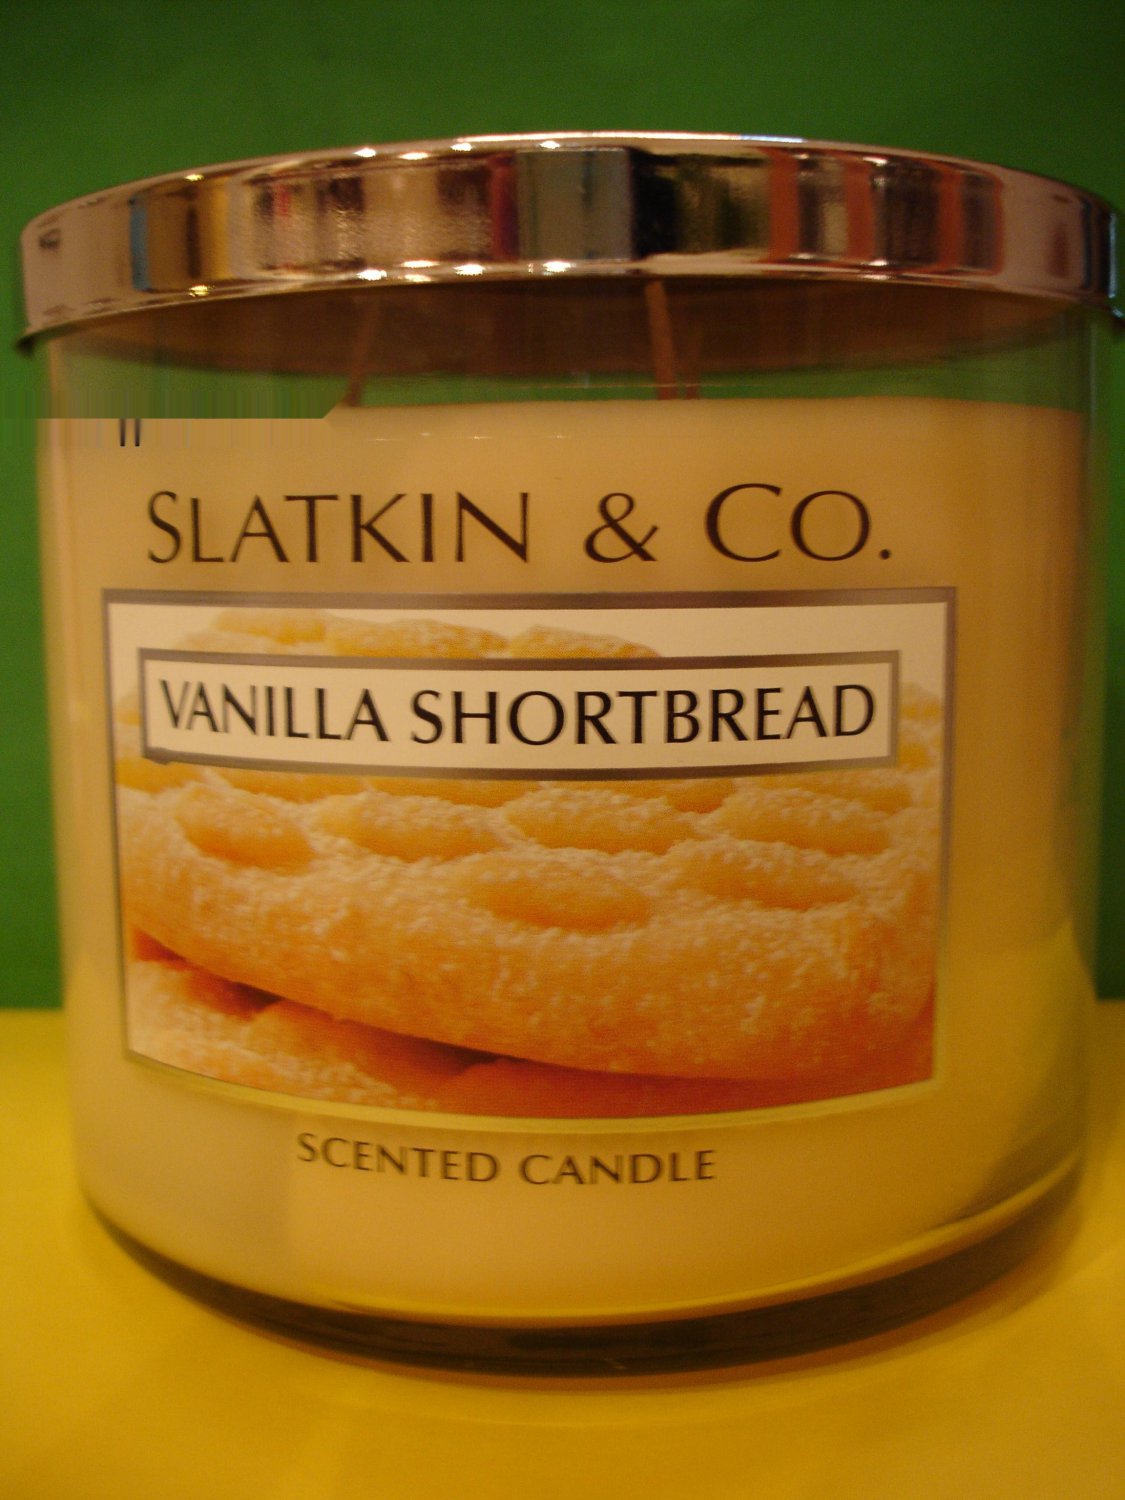 SLATKIN & CO.
VANILLA SHORTBREAD
SCENTED CANDLE